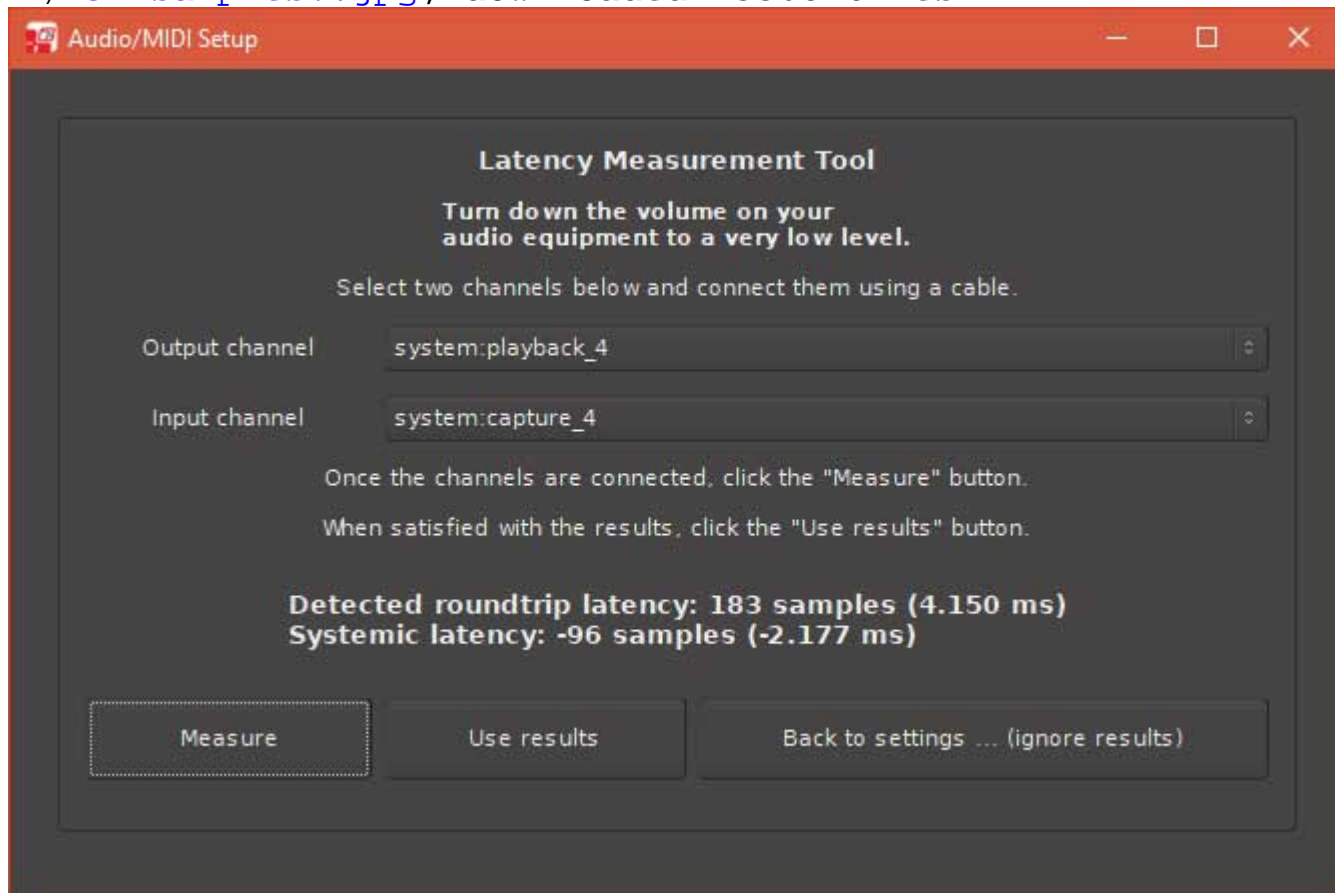 Audio/MIDI Setup
Latency Measurement Tool
Turn down the volume on your
audio equipment to a very low level.
Select two channels below and connect them using a cable.
Output channel system:playback_4
Input channel system:capture_4
Once the channels are connected, click the "Measure" button.
When satisfied with the results, click the "Use results" button.
Detected roundtrip latency: 183 samples (4.150 ms)
Systemic latency: -96 samples (-2.177 ms)
Measure Use results Back to settings ... (ignore results)